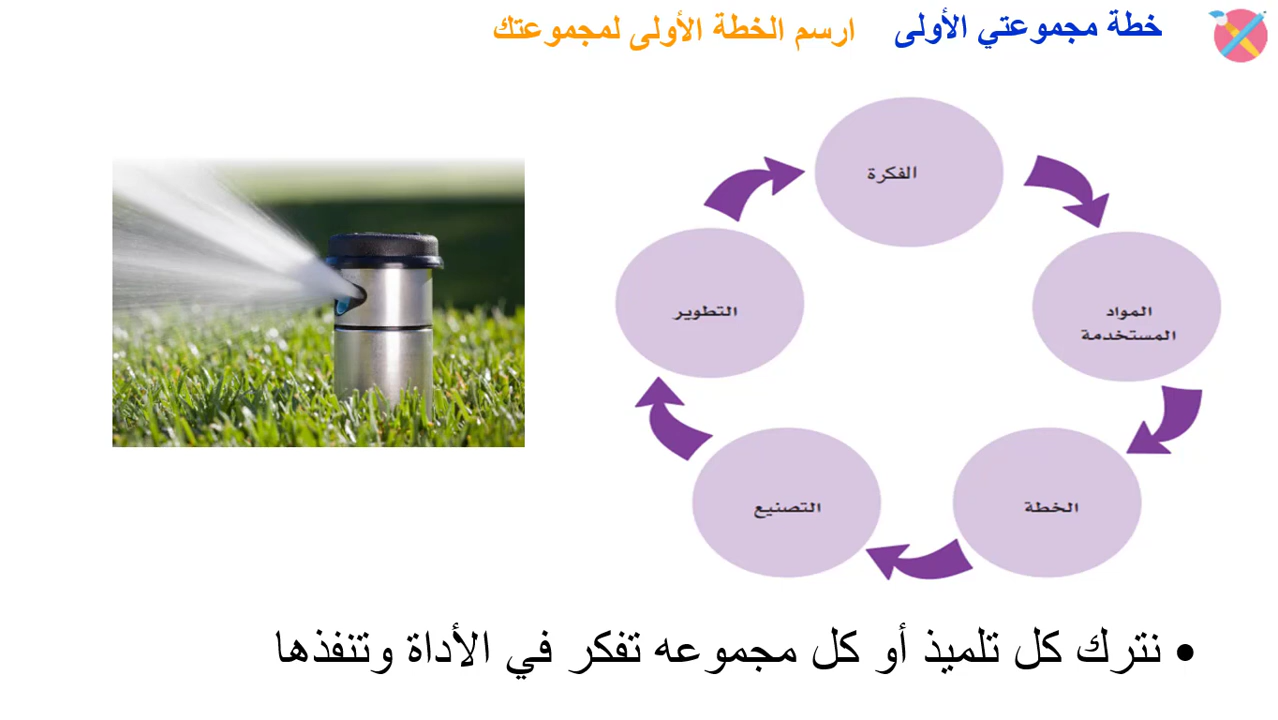 خطة مجموعتي الأولى ارسم الخطة الأولى لمجموعتك
الفكرة
المواد
المستخدمة
الخطة
التصنيع
التطوير
• نترك كل تلميذ أو كل مجموعه تفكر في الأداة وتنفذها